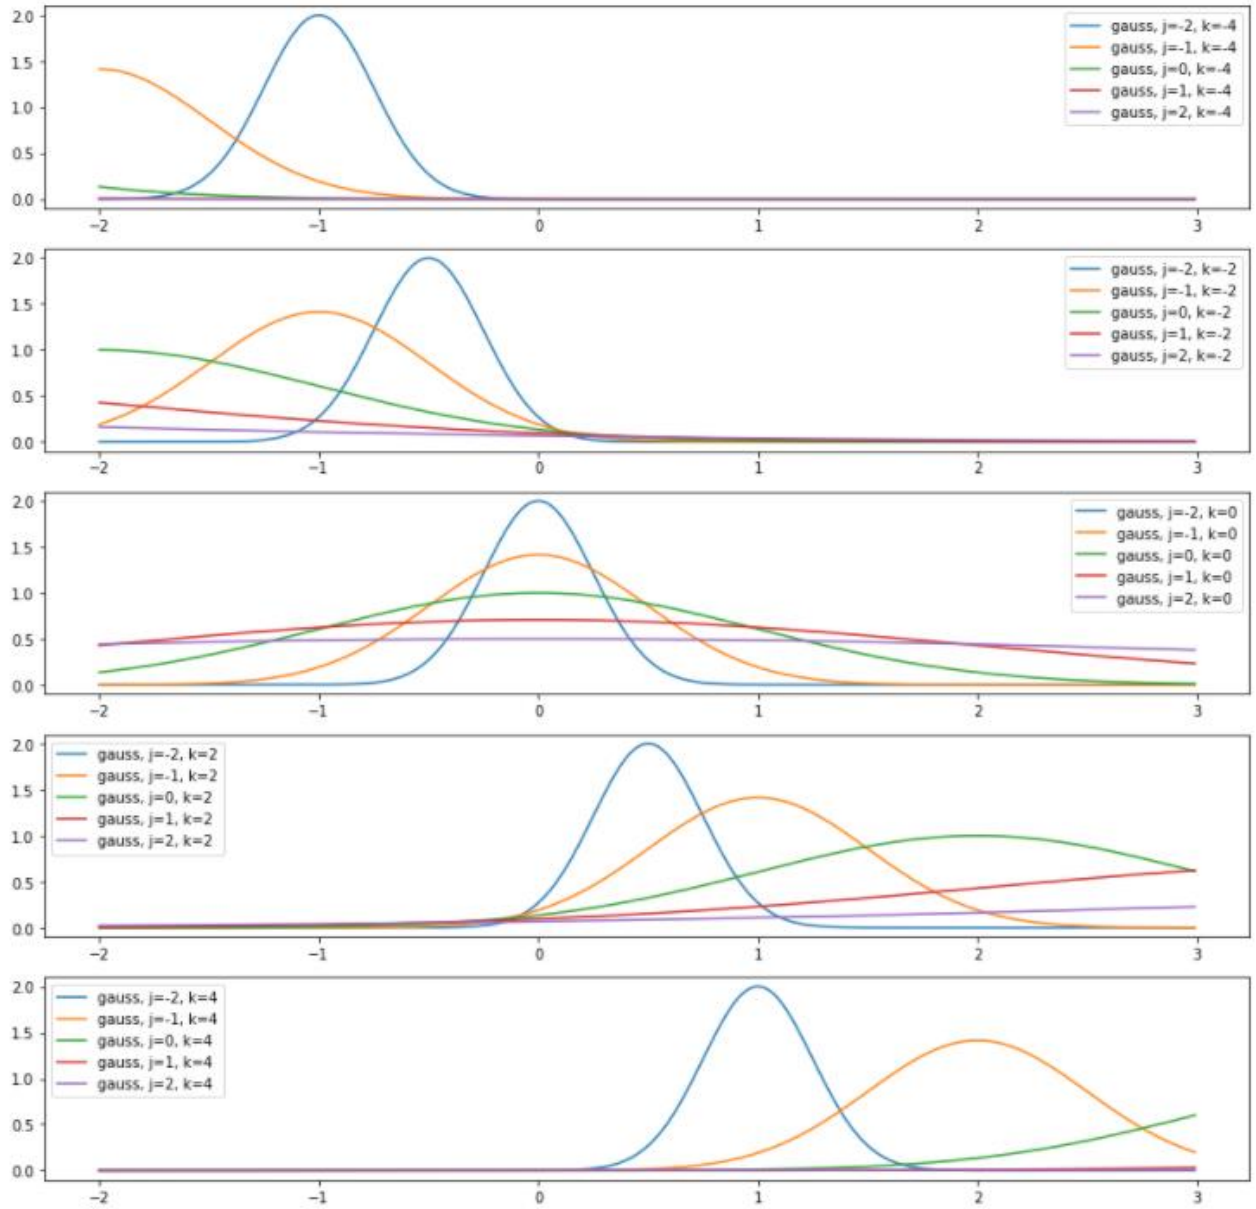 2.0
1.5
1.0
0.5
0.0
gauss, j=-2, k=-4
gauss, j=-1, k=-4
gauss, j=0, k=-4
gauss, j=1, k=-4
gauss, j=2, k=-4
−2 −1 0 1 2 3
2.0
1.5
1.0
0.5
0.0
gauss, j=-2, k=-2
gauss, j=-1, k=-2
gauss, j=0, k=-2
gauss, j=1, k=-2
gauss, j=2, k=-2
−2 −1 0 1 2 3
2.0
1.5
1.0
0.5
0.0
gauss, j=-2, k=0
gauss, j=-1, k=0
gauss, j=0, k=0
gauss, j=1, k=0
gauss, j=2, k=0
−2 −1 0 1 2 3
2.0
1.5
1.0
0.5
0.0
gauss, j=-2, k=2
gauss, j=-1, k=2
gauss, j=0, k=2
gauss, j=1, k=2
gauss, j=2, k=2
−2 −1 0 1 2 3
2.0
1.5
1.0
0.5
0.0
gauss, j=-2, k=4
gauss, j=-1, k=4
gauss, j=0, k=4
gauss, j=1, k=4
gauss, j=2, k=4
−2 −1 0 1 2 3